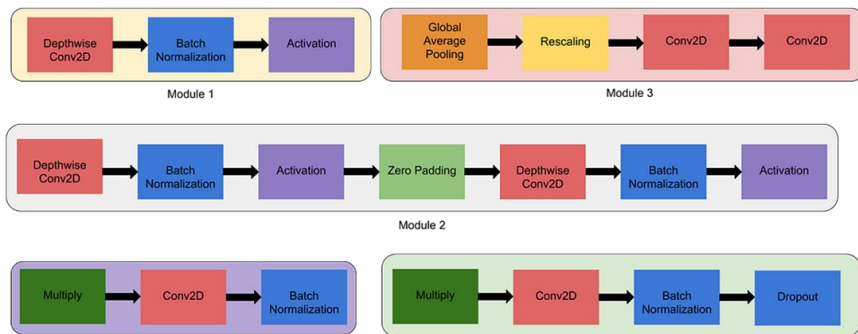 Depthwise
Conv2D
Batch
Normalization
Activation
Module 1
Global
Average
Pooling
Rescaling
Conv2D
Conv2D
Module 3
Depthwise
Conv2D
Batch
Normalization
Activation
Zero Padding
Depthwise
Conv2D
Batch
Normalization
Activation
Module 2
Multiply
Conv2D
Batch
Normalization
Multiply
Conv2D
Batch
Normalization
Dropout